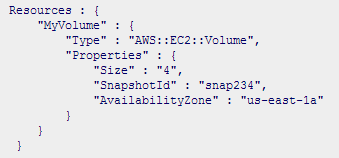 Resources : {
    "MyVolume" : {
        "Type" : "AWS::EC2::Volume",
        "Properties" : {
            "Size" : "4",
            "SnapshotId" : "snap234",
            "AvailabilityZone" : "us-east-1a"
        }
    }
 }